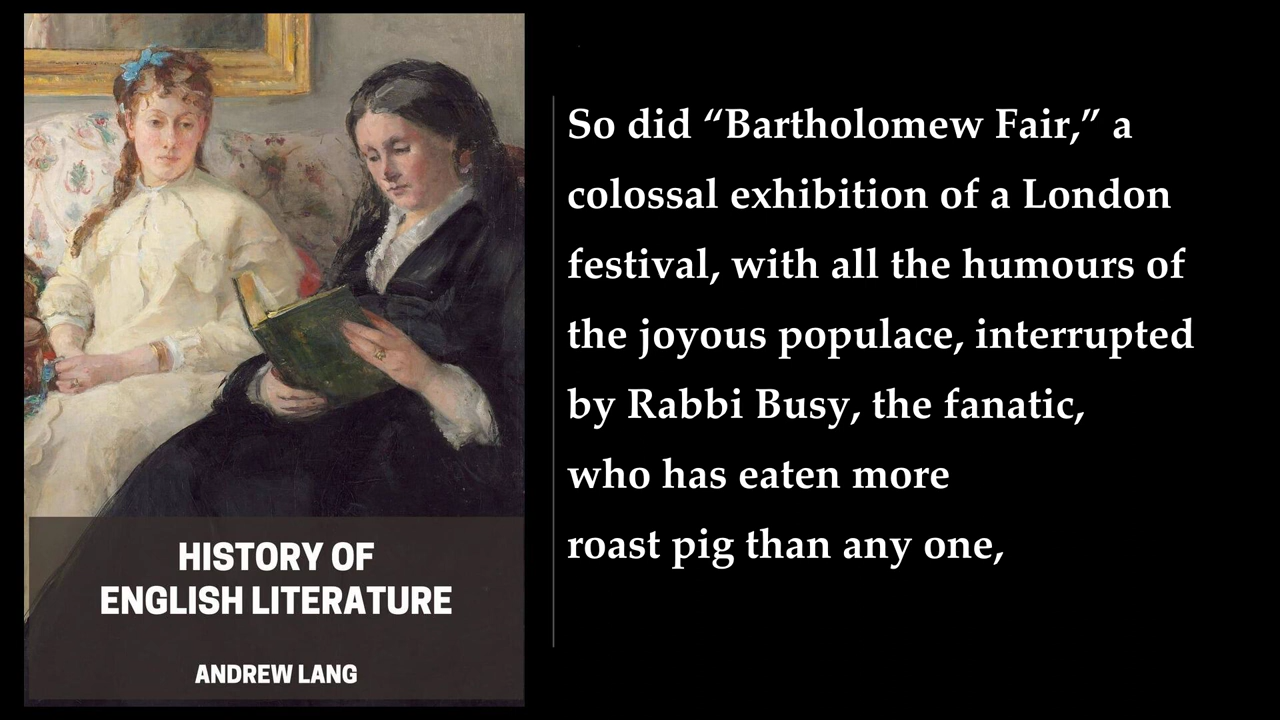 HISTORY OF
ENGLISH LITERATURE
ANDREW LANG
So did “Bartholomew Fair,” a
colossal exhibition of a London
festival, with all the humours of
the joyous populace, interrupted
by Rabbi Busy, the fanatic,
who has eaten more
roast pig than any one,